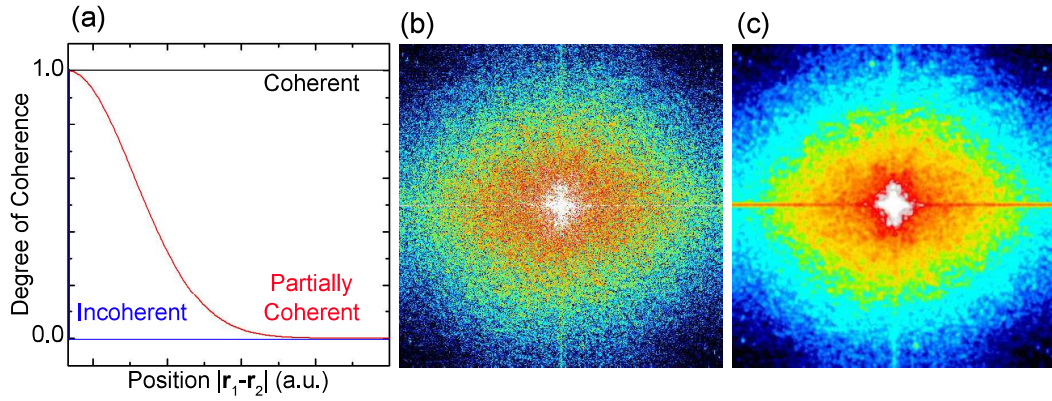 (a)
(b)
(c)
Degree of Coherence
1.0
0.0
Coherent
Partially
Coherent
Incoherent
Position |r₁-r₂| (a.u.)